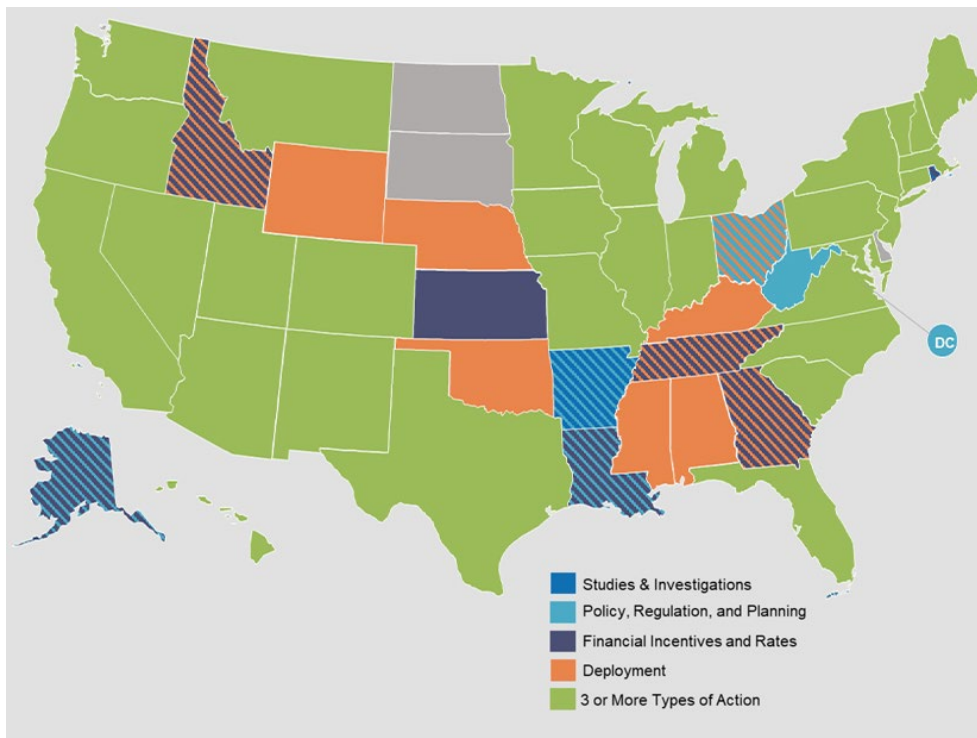 DC
Studies & Investigations
Policy, Regulation, and Planning
Financial Incentives and Rates
Deployment
3 or More Types of Action